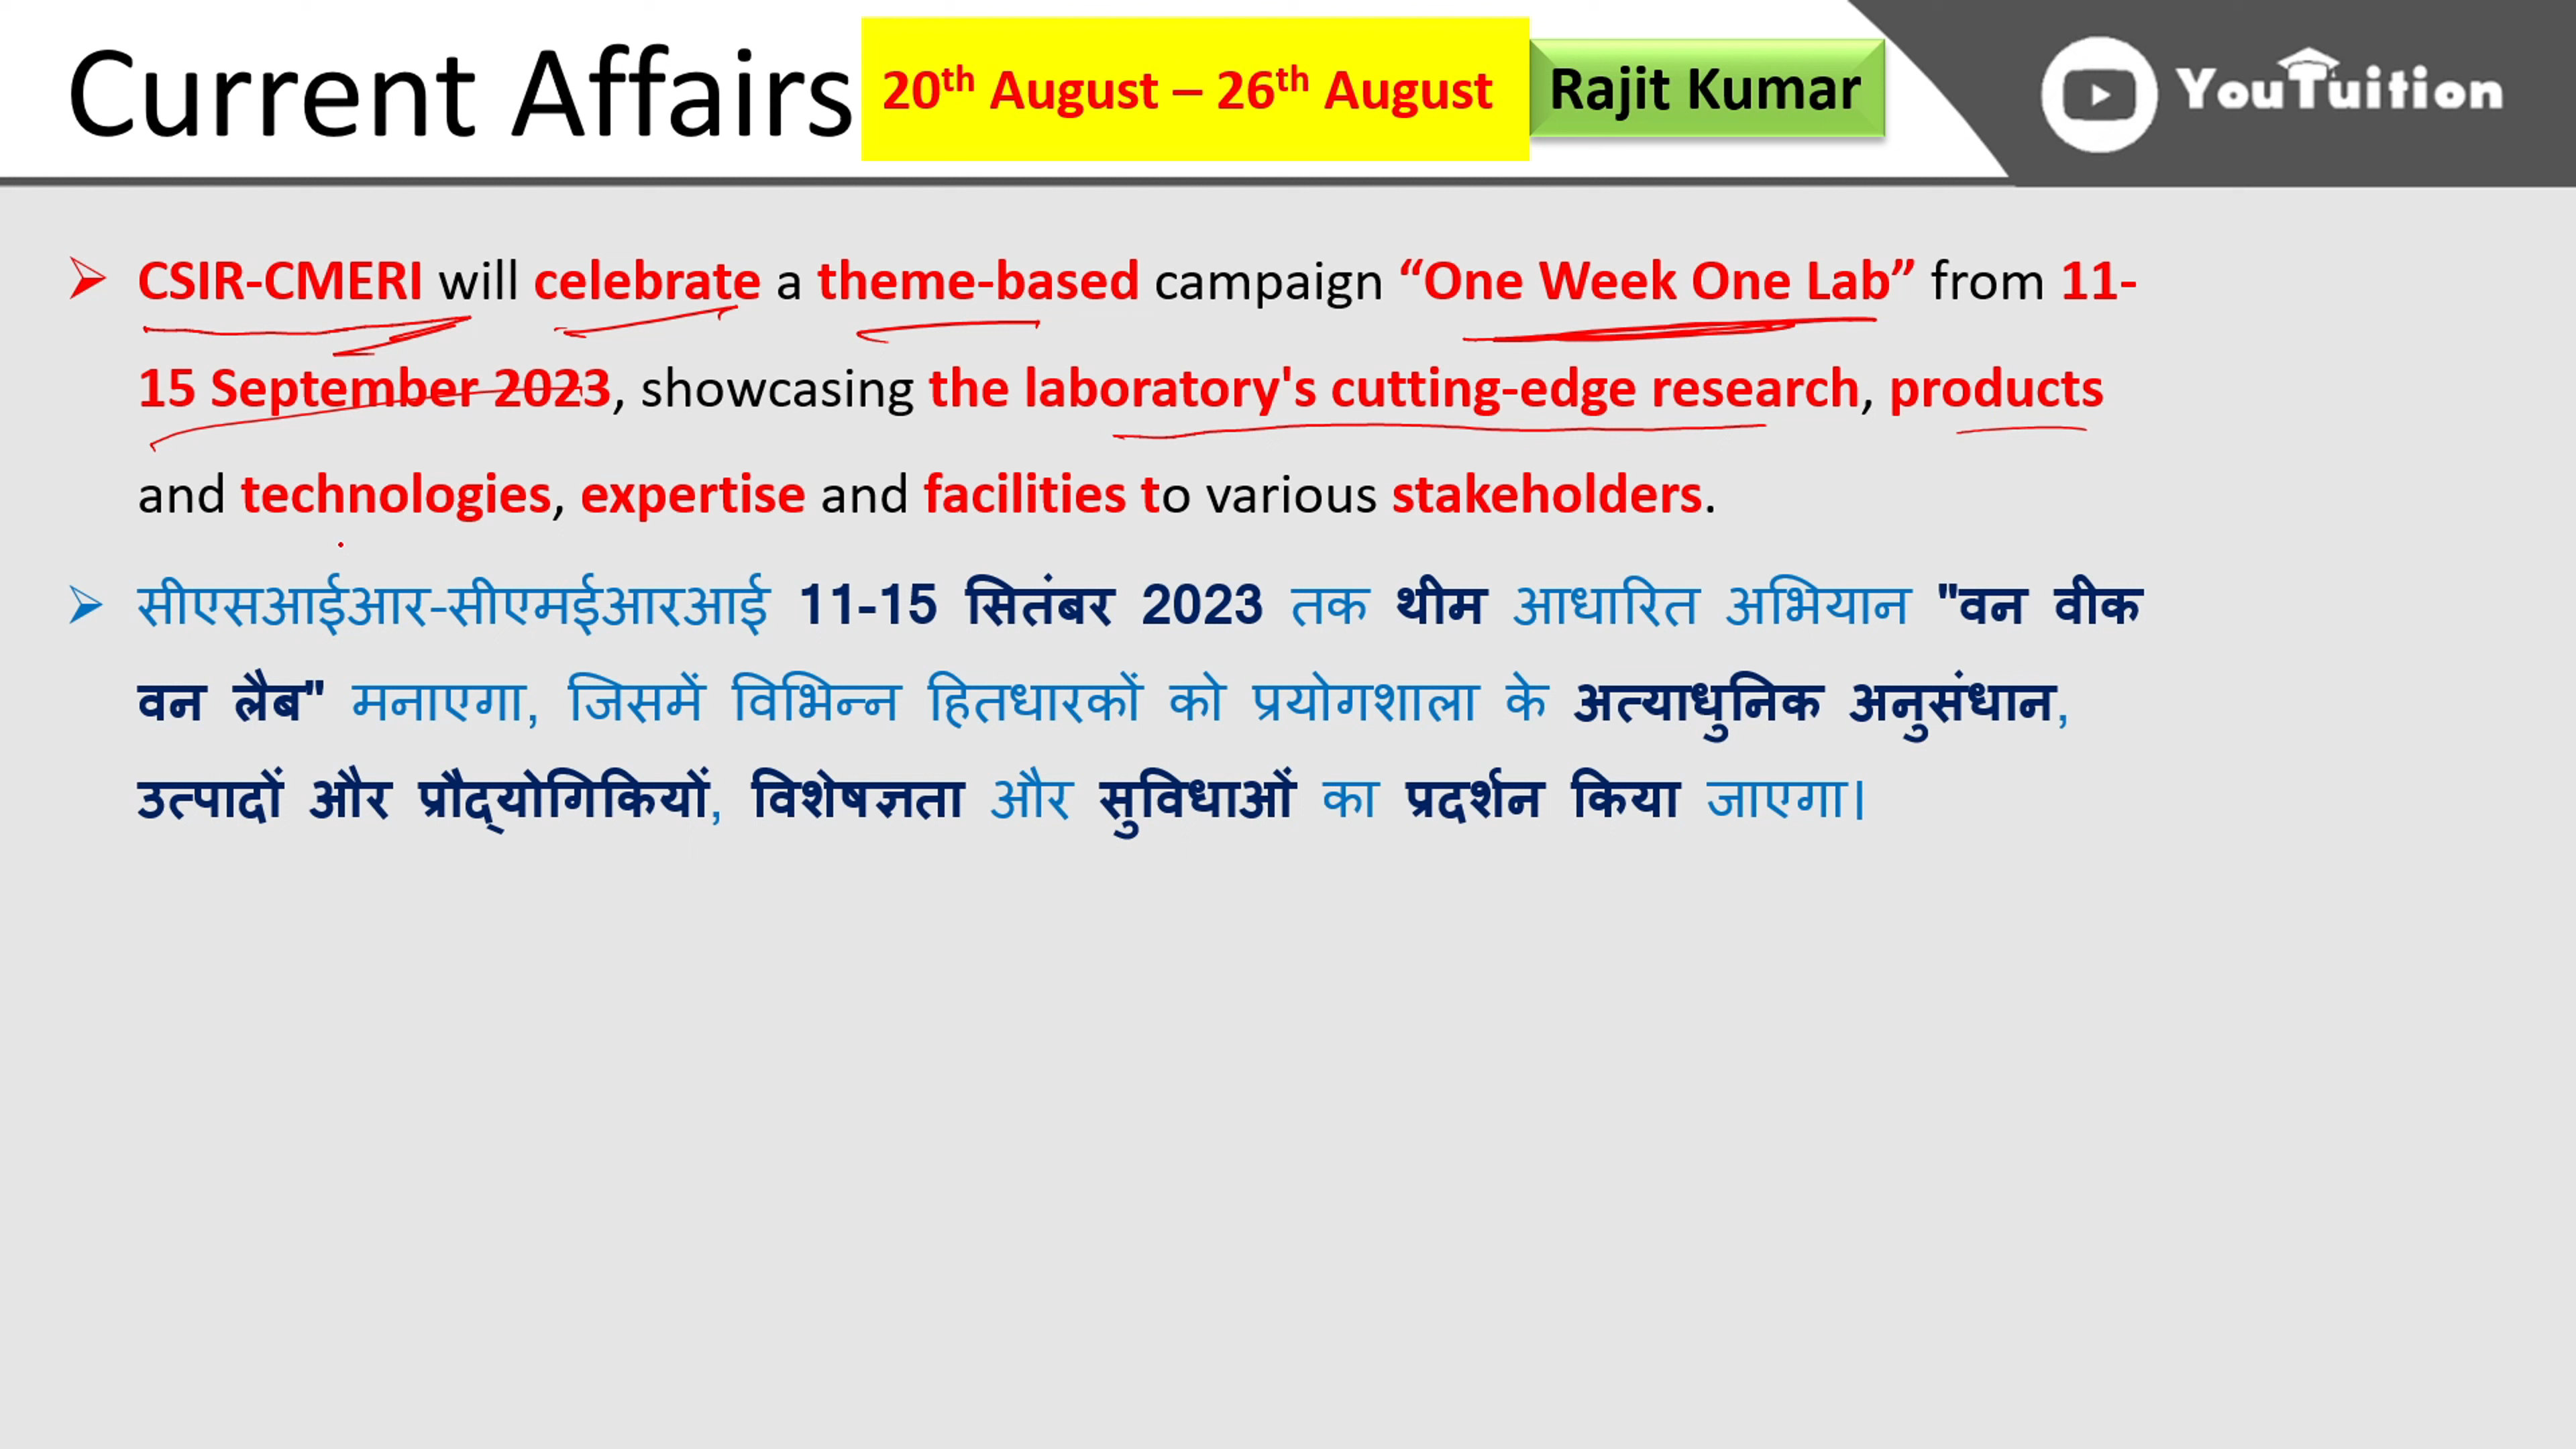 Current Affairs 20th August – 26th August Rajit Kumar YouTuition
➢ CSIR-CMERI will celebrate a theme-based campaign “One Week One Lab” from 11-
15 September 2023, showcasing the laboratory's cutting-edge research, products
and technologies, expertise and facilities to various stakeholders.
➢ सीएसआईआर-सीएमईआरआई 11-15 सितंबर 2023 तक थीम आधारित अभियान "वन वीक
वन लैब" मनाएगा, जिसमें विभिन्न हितधारकों को प्रयोगशाला के अत्याधुनिक अनुसंधान,
उत्पादों और प्रौद्योगिकियों, विशेषज्ञता और सुविधाओं का प्रदर्शन किया जाएगा।